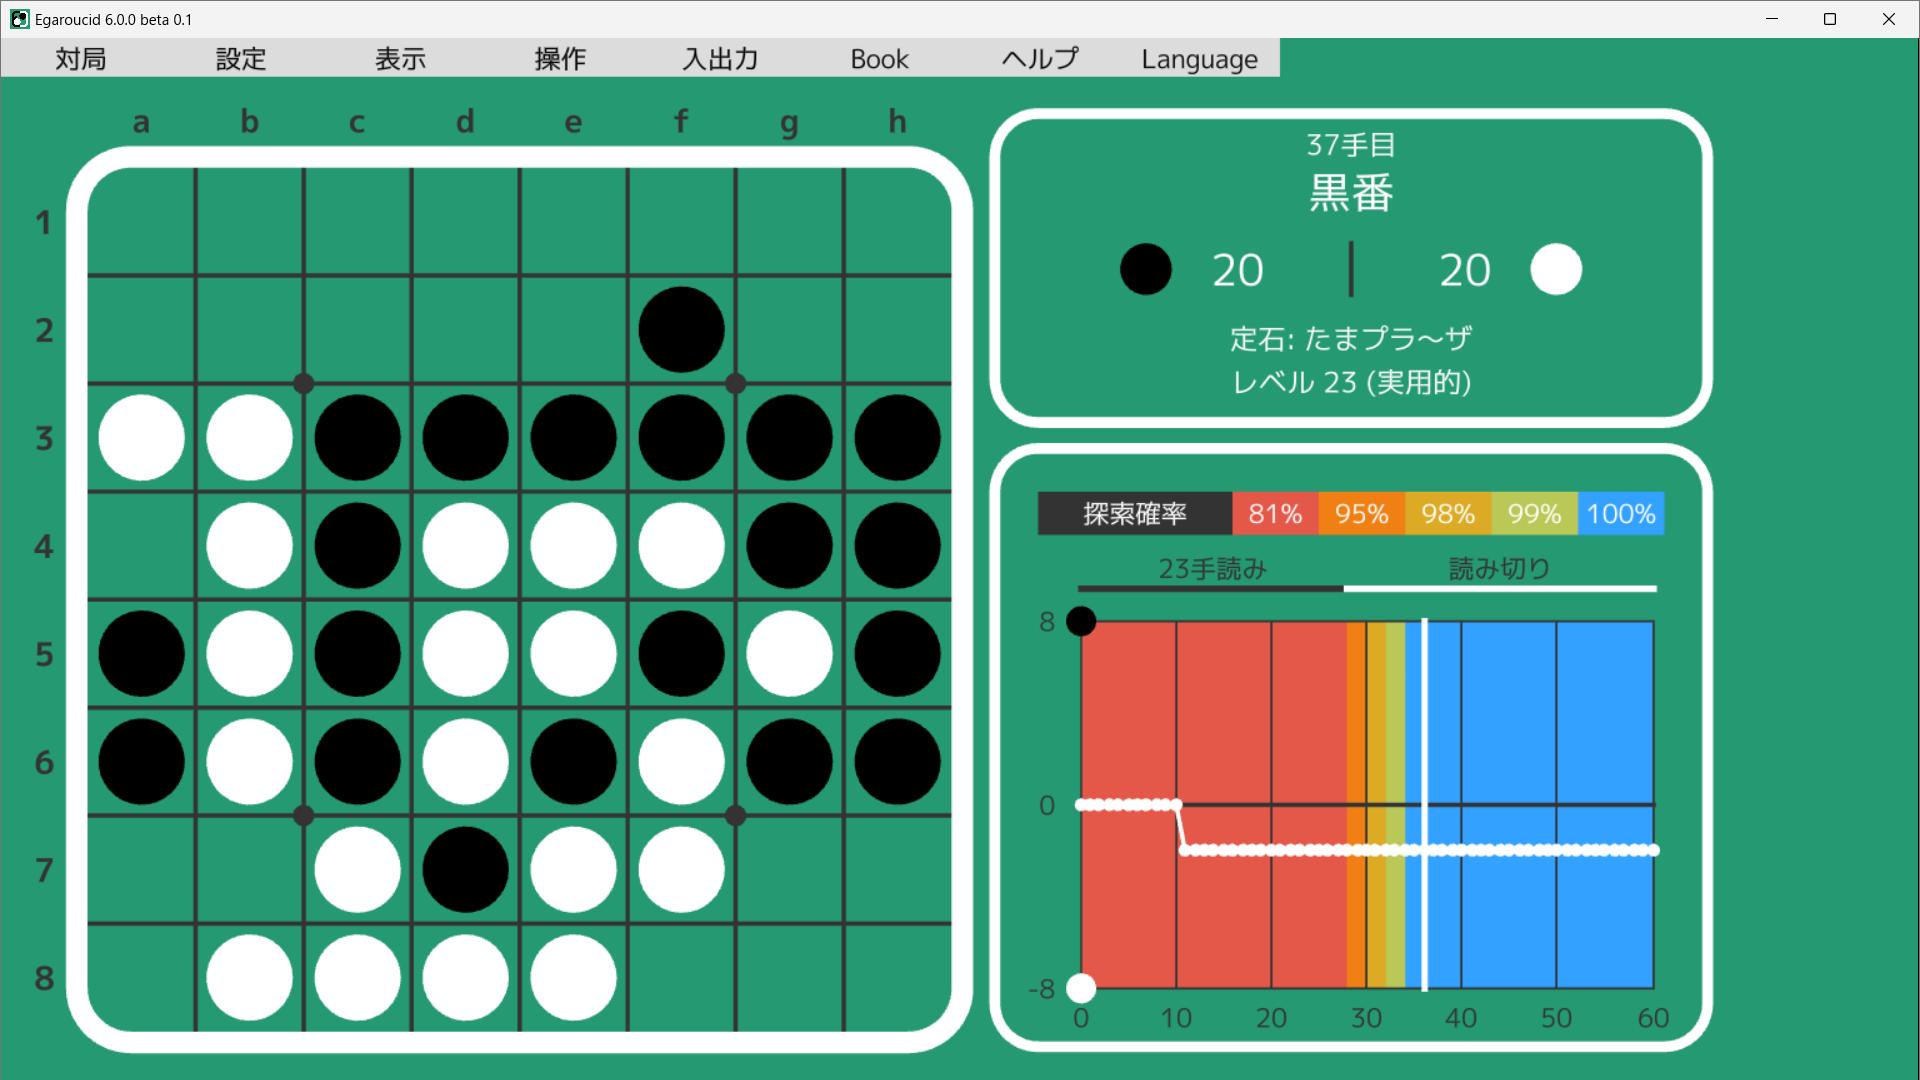 Egaroucid 6.0.0 beta 0.1
対局 設定 表示 操作 入出力 Book ヘルプ Language
a b c d e f g h
1
2
3
4
5
6
7
8
37手目
黒番
20 20
定石: たまプラ〜ザ
レベル 23 (実用的)
探索確率 81% 95% 98% 99% 100%
23手読み 読み切り
8
0
-8
0 10 20 30 40 50 60